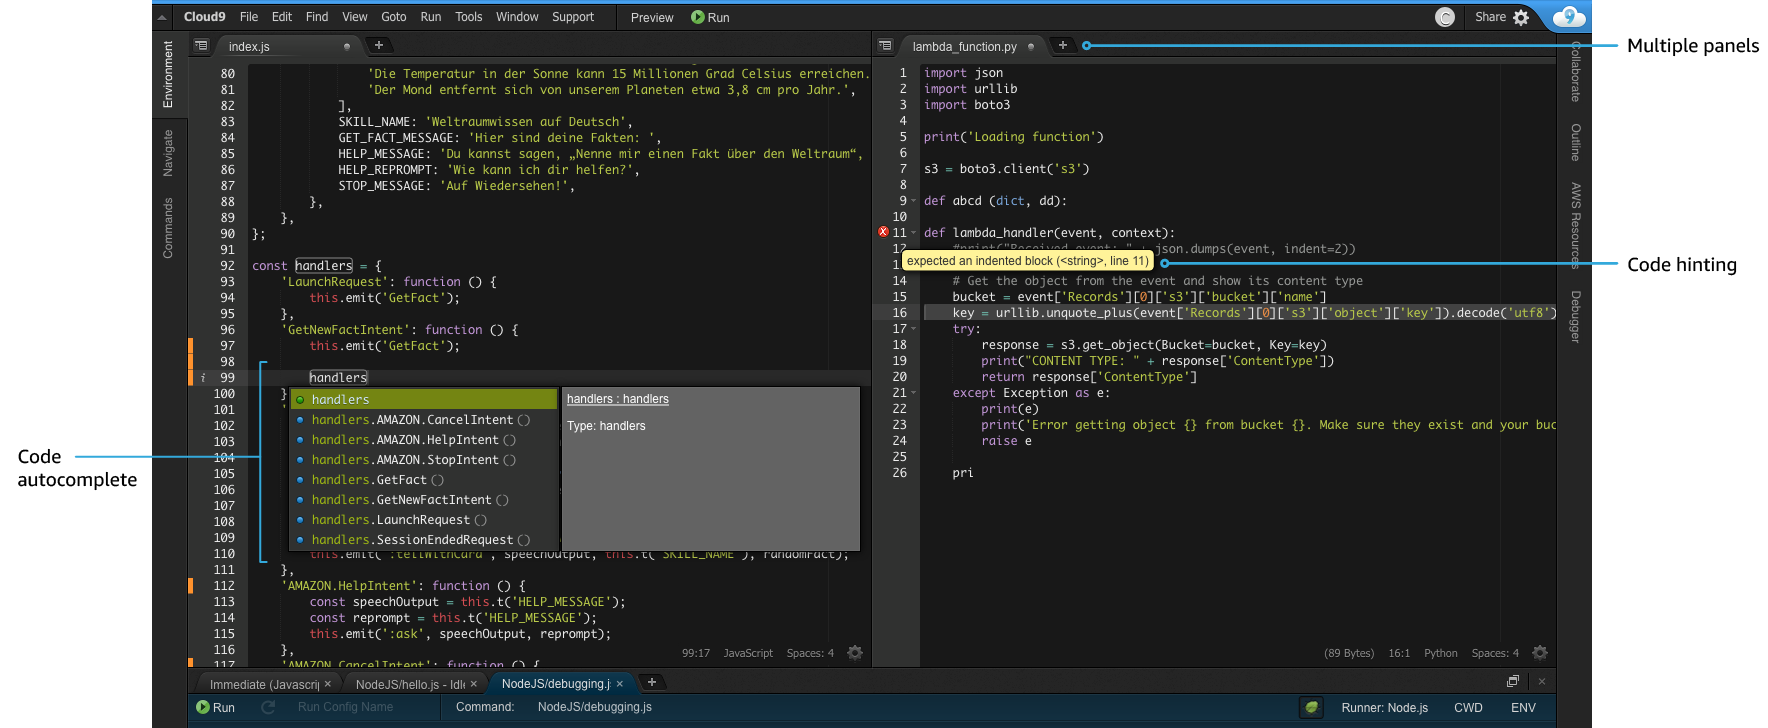 Cloud9 File Edit Find View Goto Run Tools Window Support Preview Run
C Share 9
Environment
Navigate
Commands
index.js
80 'Die Temperatur in der Sonne kann 15 Millionen Grad Celsius erreichen.
81 'Der Mond entfernt sich von unserem Planeten etwa 3,8 cm pro Jahr.',
82 ],
83 SKILL_NAME: 'Weltraumwissen auf Deutsch',
84 GET_FACT_MESSAGE: 'Hier sind deine Fakten: ',
85 HELP_MESSAGE: 'Du kannst sagen, „Nenne mir einen Fakt über den Weltraum“,
86 HELP_REPROMPT: 'Wie kann ich dir helfen?',
87 STOP_MESSAGE: 'Auf Wiedersehen!',
88 },
89 },
90 };
91
92 const handlers = {
93 'LaunchRequest': function () {
94 this.emit('GetFact');
95 },
96 'GetNewFactIntent': function () {
97 this.emit('GetFact');
98
i 99 handlers
100 }
101 '
102
103
104
105
106
107
108
109
handlers
handlers.AMAZON.CancelIntent()
handlers.AMAZON.HelpIntent()
handlers.AMAZON.StopIntent()
handlers.GetFact()
handlers.GetNewFactIntent()
handlers.LaunchRequest()
handlers.SessionEndedRequest()
handlers : handlers
Type: handlers
110 this.emit(':tellWithCard', speechOutput, this.t('SKILL_NAME'), randomFact);
111 },
112 'AMAZON.HelpIntent': function () {
113 const speechOutput = this.t('HELP_MESSAGE');
114 const reprompt = this.t('HELP_MESSAGE');
115 this.emit(':ask', speechOutput, reprompt);
116 },
117 'AMAZON.CancelIntent': function () {
99:17 JavaScript Spaces: 4
lambda_function.py
1 import json
2 import urllib
3 import boto3
4
5 print('Loading function')
6
7 s3 = boto3.client('s3')
8
9 def abcd (dict, dd):
10
11 def lambda_handler(event, context):
12 #print("Received event: " + json.dumps(event, indent=2))
expected an indented block (<string>, line 11)
14 # Get the object from the event and show its content type
15 bucket = event['Records'][0]['s3']['bucket']['name']
16 key = urllib.unquote_plus(event['Records'][0]['s3']['object']['key']).decode('utf8')
17 try:
18 response = s3.get_object(Bucket=bucket, Key=key)
19 print("CONTENT TYPE: " + response['ContentType'])
20 return response['ContentType']
21 except Exception as e:
22 print(e)
23 print('Error getting object {} from bucket {}. Make sure they exist and your buc
24 raise e
25
26 pri
(89 Bytes) 16:1 Python Spaces: 4
Collaborate
Outline
AWS Resources
Debugger
Immediate (Javascrip × NodeJS/hello.js - Idle × NodeJS/debugging.j ×
Run Run Config Name Command: NodeJS/debugging.js Runner: Node.js CWD ENV
Multiple panels
Code hinting
Code
autocomplete